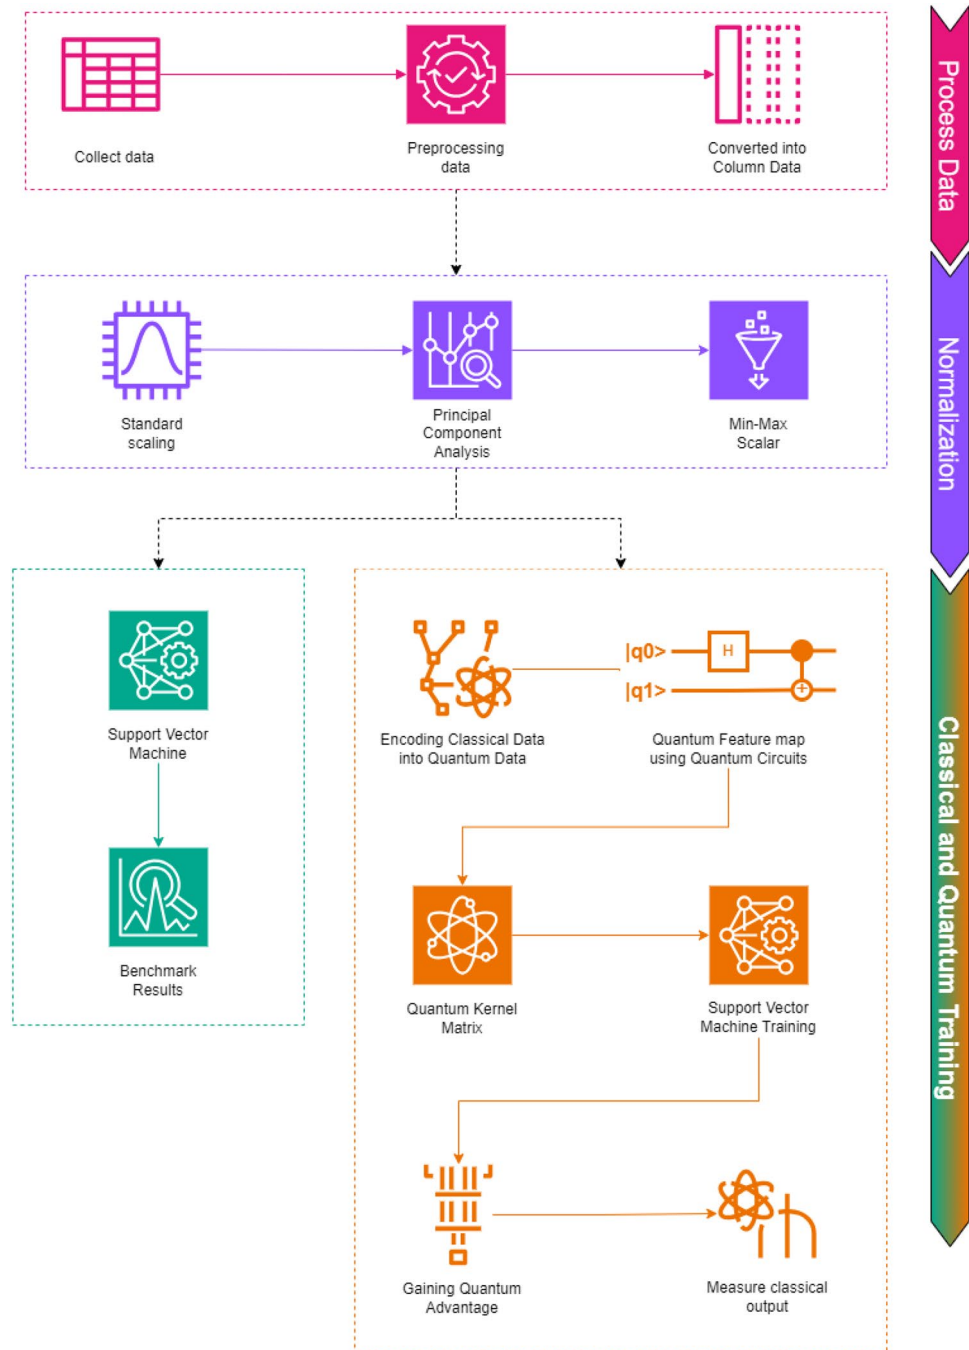 Collect data
Preprocessing
data
Converted into
Column Data
Process Data
Standard
scaling
Principal
Component
Analysis
Min-Max
Scalar
Normalization
Support Vector
Machine
Benchmark
Results
|q0>
H
|q1>
+
Encoding Classical Data
into Quantum Data
Quantum Feature map
using Quantum Circuits
Quantum Kernel
Matrix
Support Vector
Machine Training
Gaining Quantum
Advantage
Measure classical
output
Classical and Quantum Training